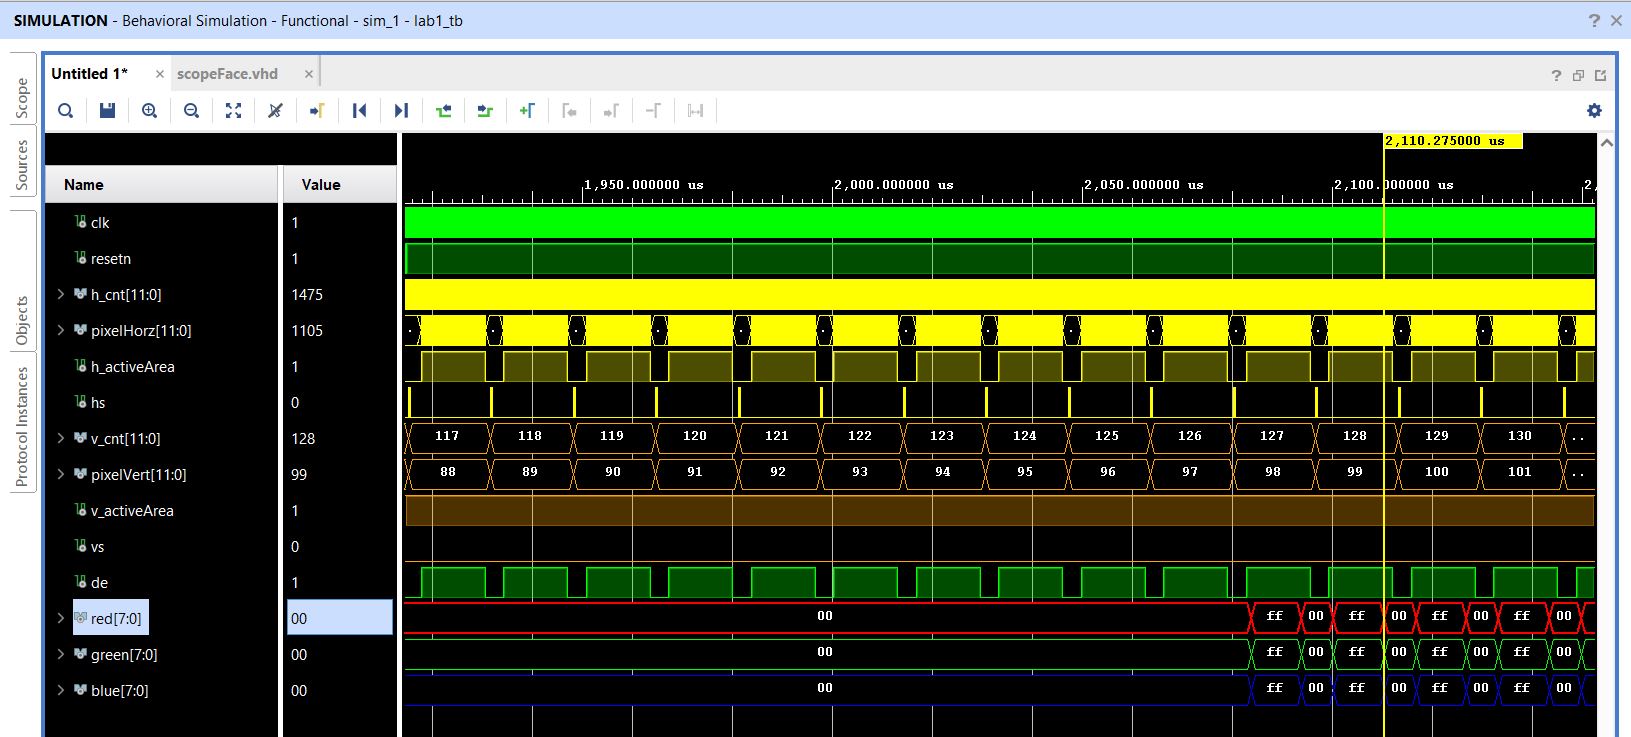 SIMULATION - Behavioral Simulation - Functional - sim_1 - lab1_tb
? ×
Scope
Sources
Objects
Protocol Instances
Untitled 1* ×
scopeFace.vhd ×
?
2,110.275000 us
1,950.000000 us 2,000.000000 us 2,050.000000 us 2,100.000000 us 2,
Name Value
clk 1
resetn 1
h_cnt[11:0] 1475
pixelHorz[11:0] 1105
h_activeArea 1
hs 0
v_cnt[11:0] 128 117 118 119 120 121 122 123 124 125 126 127 128 129 130 ..
pixelVert[11:0] 99 88 89 90 91 92 93 94 95 96 97 98 99 100 101 ..
v_activeArea 1
vs 0
de 1
red[7:0] 00 00 ff 00 ff 00 ff 00 ff 00
green[7:0] 00 00 ff 00 ff 00 ff 00 ff 00
blue[7:0] 00 00 ff 00 ff 00 ff 00 ff 00